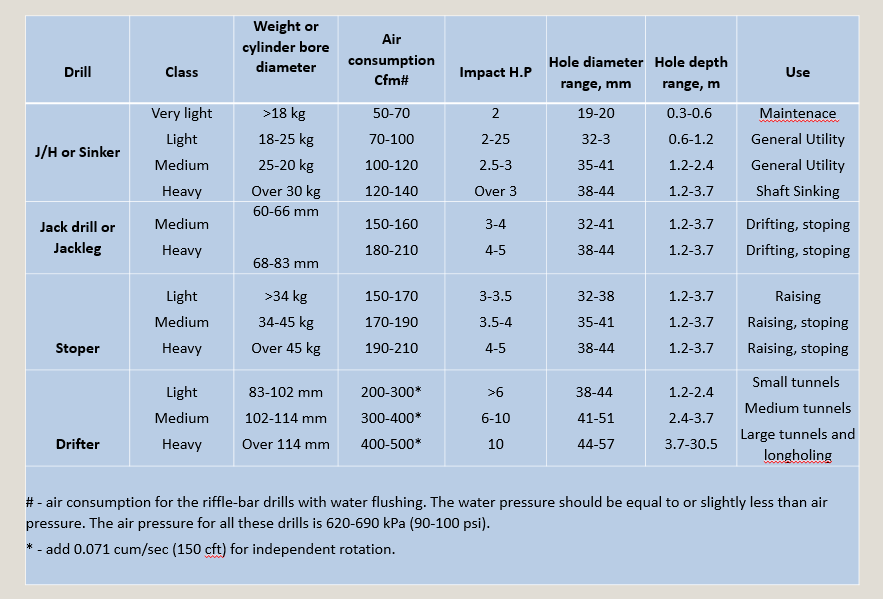 Drill Class Weight or cylinder bore diameter Air consumption Cfm# Impact H.P Hole diameter range, mm Hole depth range, m Use
J/H or Sinker
Very light >18 kg 50-70 2 19-20 0.3-0.6 Maintenace
Light 18-25 kg 70-100 2-25 32-3 0.6-1.2 General Utility
Medium 25-20 kg 100-120 2.5-3 35-41 1.2-2.4 General Utility
Heavy Over 30 kg 120-140 Over 3 38-44 1.2-3.7 Shaft Sinking
Jack drill or Jackleg
Medium 60-66 mm 150-160 3-4 32-41 1.2-3.7 Drifting, stoping
Heavy 68-83 mm 180-210 4-5 38-44 1.2-3.7 Drifting, stoping
Stoper
Light >34 kg 150-170 3-3.5 32-38 1.2-3.7 Raising
Medium 34-45 kg 170-190 3.5-4 35-41 1.2-3.7 Raising, stoping
Heavy Over 45 kg 190-210 4-5 38-44 1.2-3.7 Raising, stoping
Drifter
Light 83-102 mm 200-300* >6 38-44 1.2-2.4 Small tunnels
Medium 102-114 mm 300-400* 6-10 41-51 2.4-3.7 Medium tunnels
Heavy Over 114 mm 400-500* 10 44-57 3.7-30.5 Large tunnels and longholing
# - air consumption for the riffle-bar drills with water flushing. The water pressure should be equal to or slightly less than air
pressure. The air pressure for all these drills is 620-690 kPa (90-100 psi).
* - add 0.071 cum/sec (150 cft) for independent rotation.